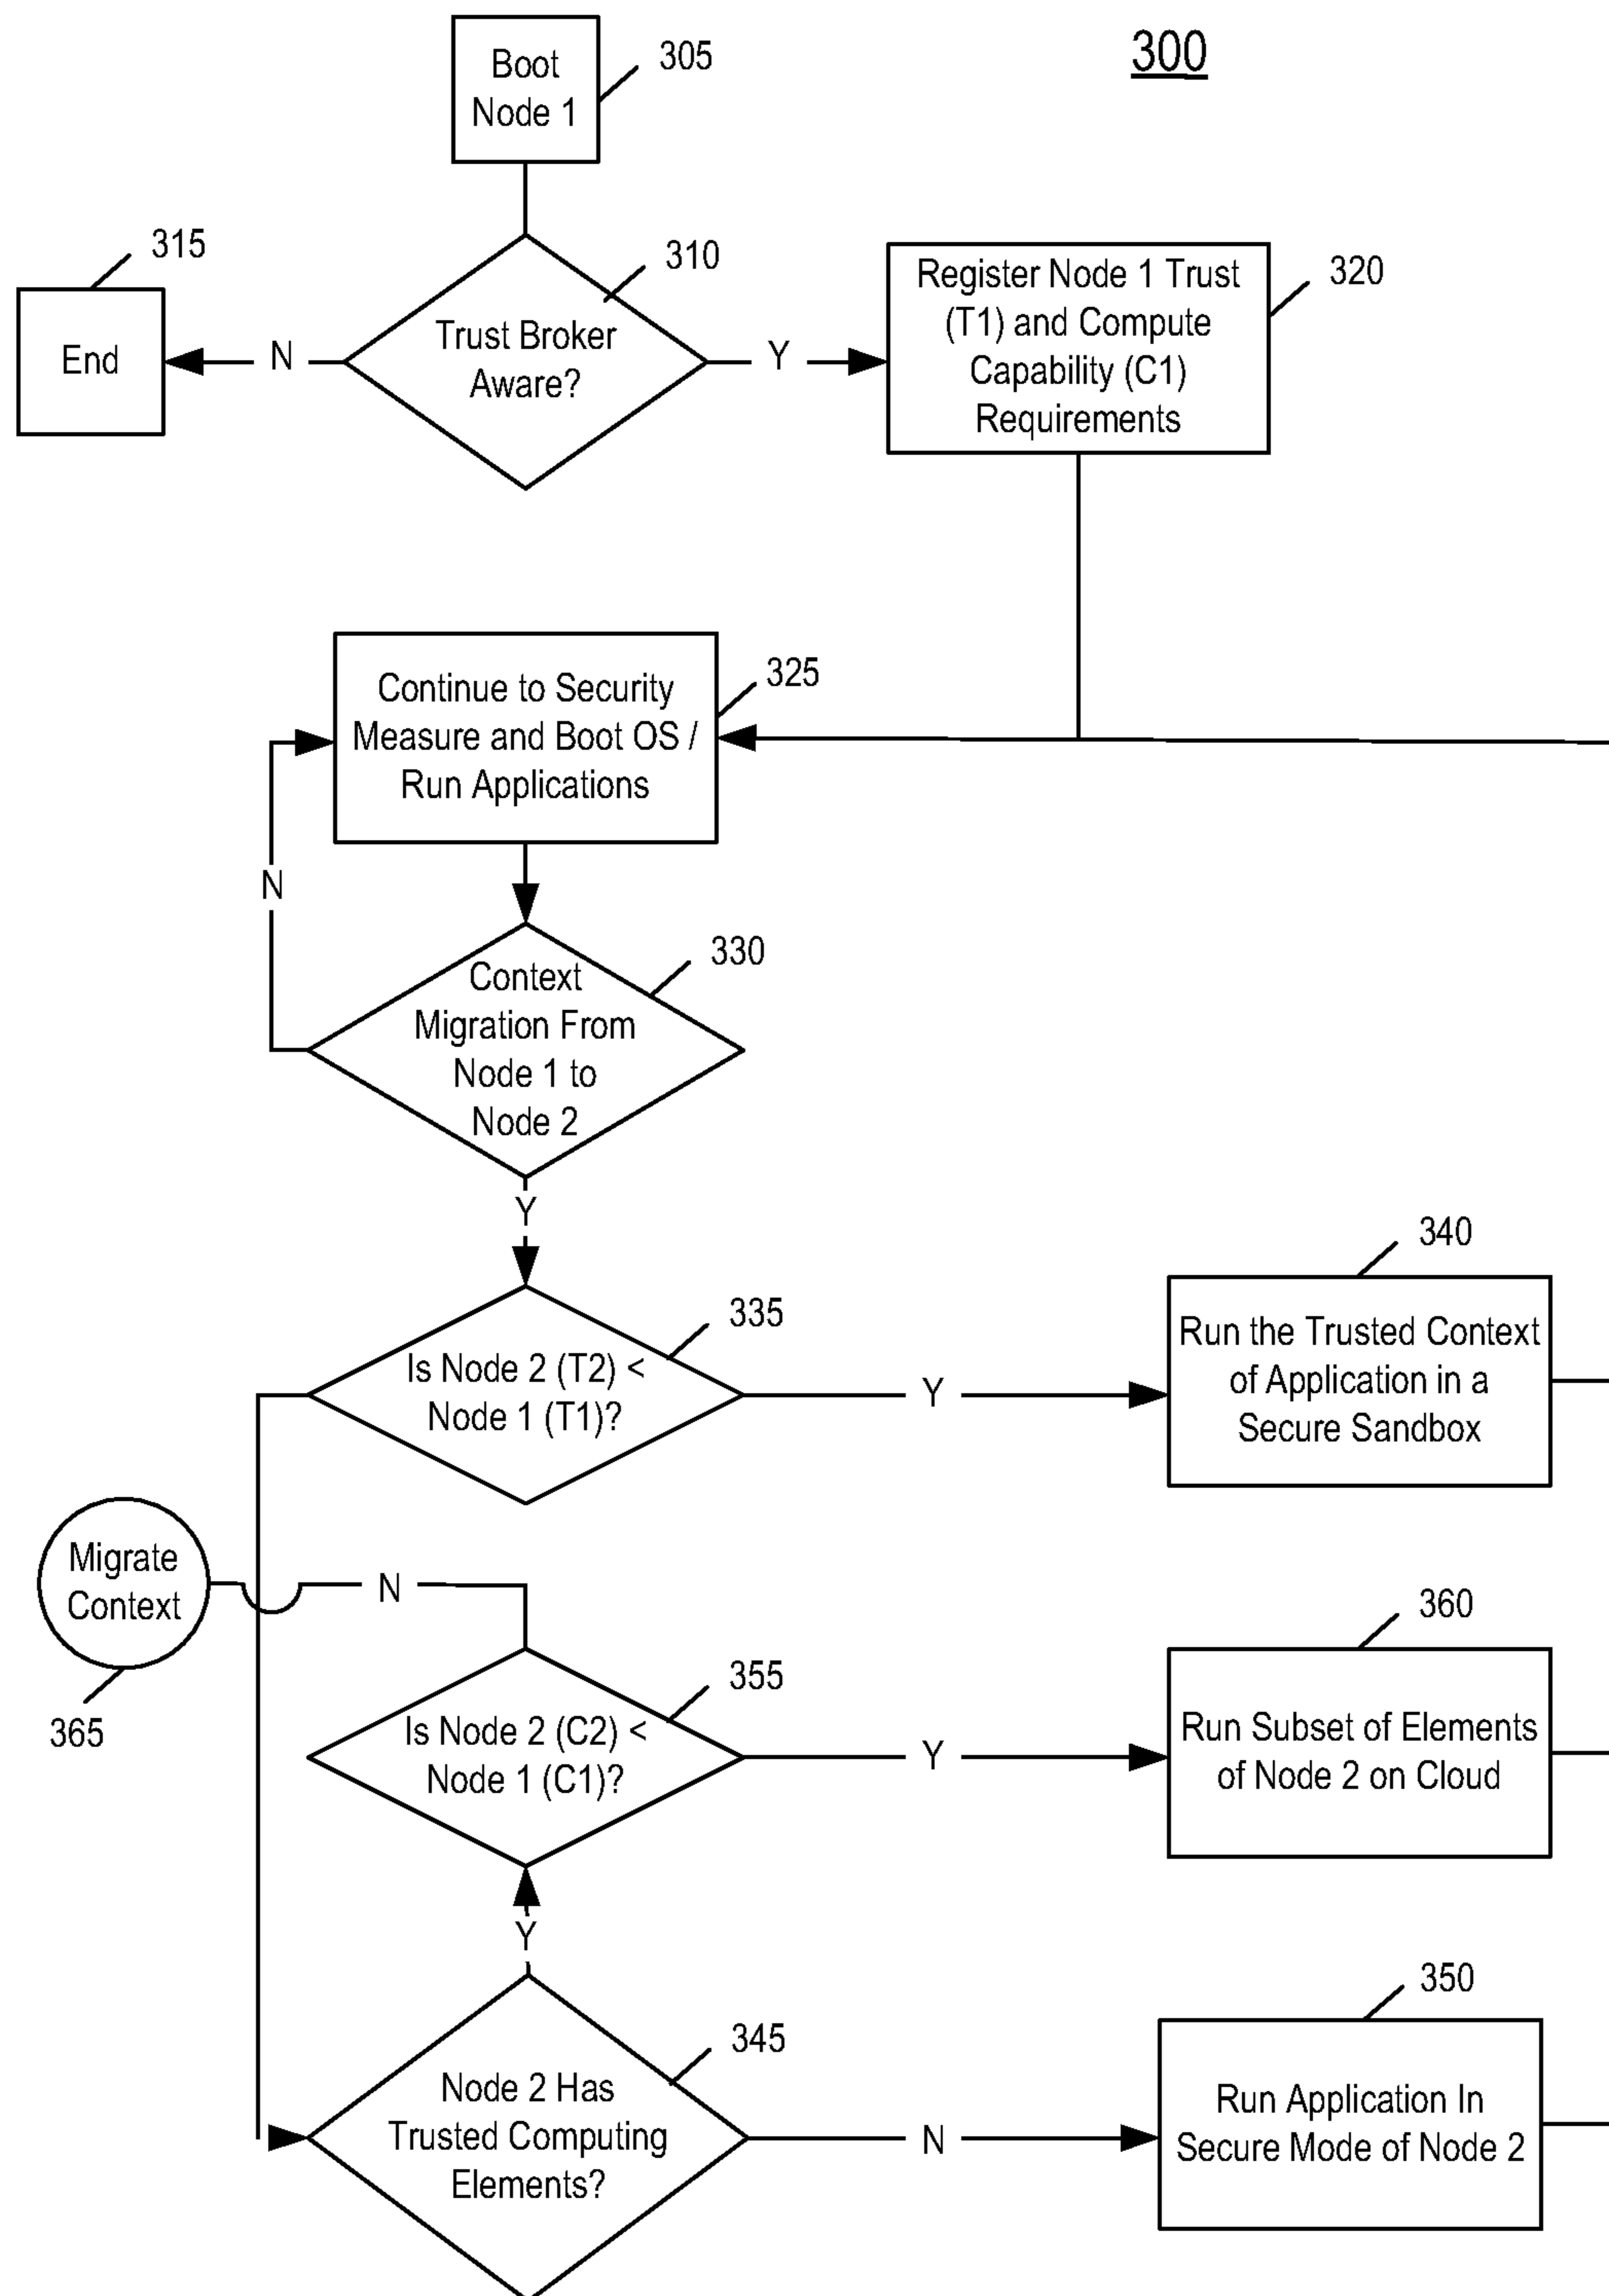 300
Boot
Node 1
305
315
End
N
310
Trust Broker
Aware?
Y
Register Node 1 Trust
(T1) and Compute
Capability (C1)
Requirements
320
Continue to Security
Measure and Boot OS /
Run Applications
325
N
Context
Migration From
Node 1 to
Node 2
330
Y
Is Node 2 (T2) <
Node 1 (T1)?
335
Y
Run the Trusted Context
of Application in a
Secure Sandbox
340
Migrate
Context
365
N
Is Node 2 (C2) <
Node 1 (C1)?
355
Y
Run Subset of Elements
of Node 2 on Cloud
360
Y
Node 2 Has
Trusted Computing
Elements?
345
N
Run Application In
Secure Mode of Node 2
350